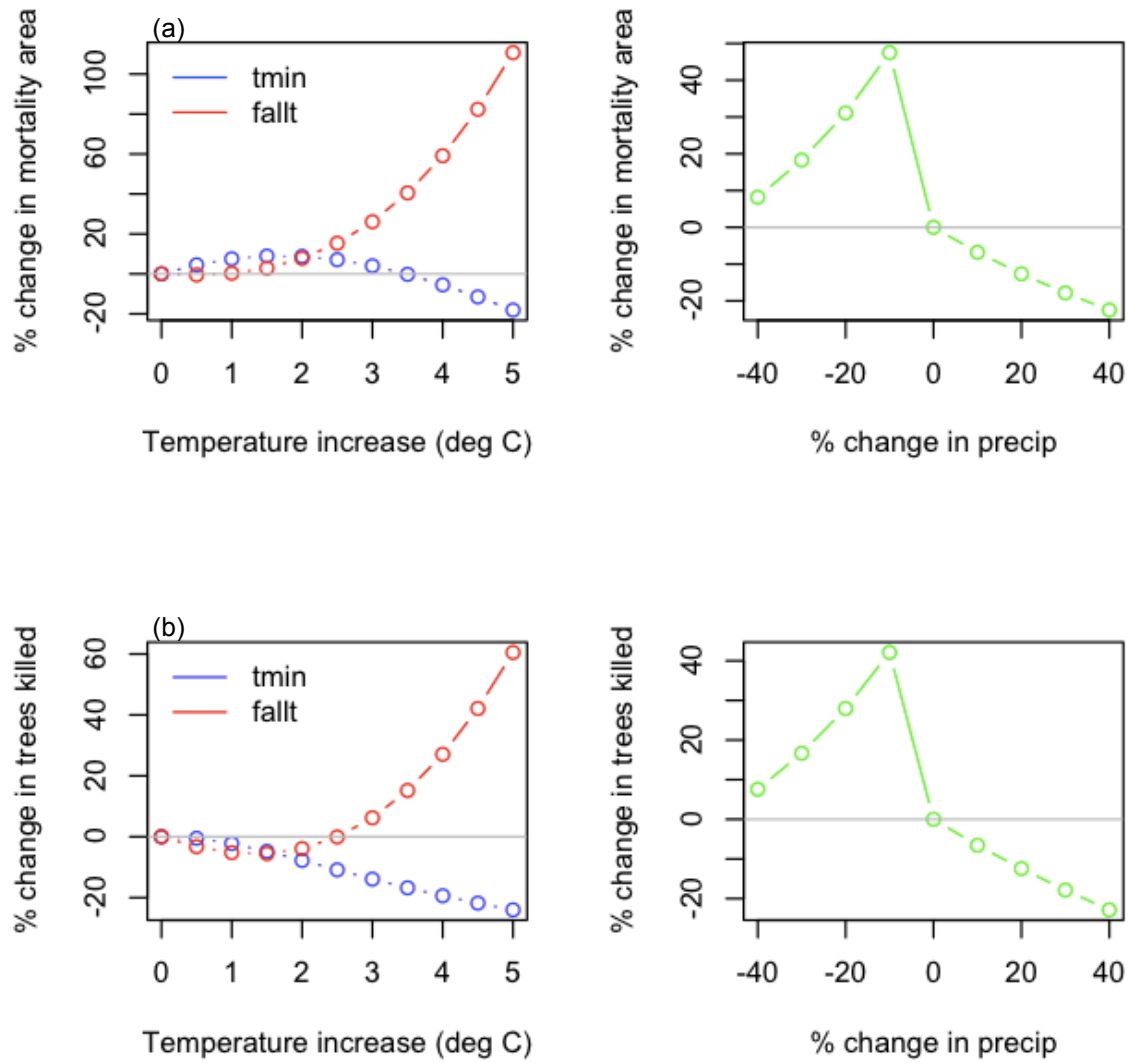 (a)
% change in mortality area
100
60
20
-20
tmin
fallt
0 1 2 3 4 5
Temperature increase (deg C)
% change in mortality area
40
20
0
-20
-40 -20 0 20 40
% change in precip
(b)
% change in trees killed
60
40
20
0
-20
tmin
fallt
0 1 2 3 4 5
Temperature increase (deg C)
% change in trees killed
40
20
0
-20
-40 -20 0 20 40
% change in precip